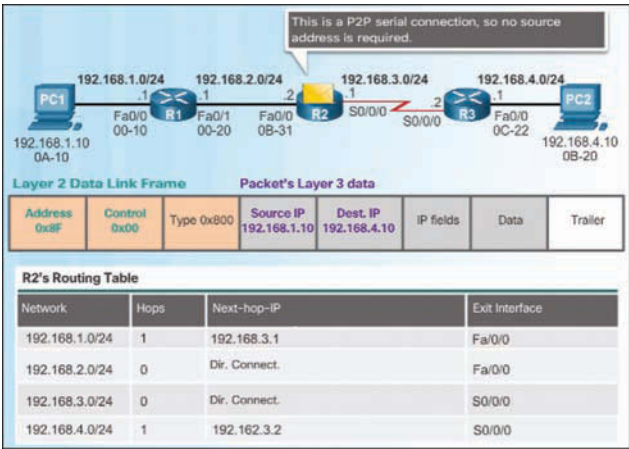 This is a P2P serial connection, so no source
address is required.
192.168.1.0/24 192.168.2.0/24 192.168.3.0/24 192.168.4.0/24
PC1 .1 .1 .2 .1 .2 .1 PC2
Fa0/0 R1 Fa0/1 Fa0/0 R2 S0/0/0 S0/0/0 R3 Fa0/0
00-10 00-20 0B-31 0C-22
192.168.1.10 192.168.4.10
0A-10 0B-20
Layer 2 Data Link Frame Packet's Layer 3 data
Address Control Type 0x800 Source IP Dest. IP IP fields Data Trailer
0x8F 0x00 192.168.1.10 192.168.4.10
R2's Routing Table
Network Hops Next-hop-IP Exit Interface
192.168.1.0/24 1 192.168.3.1 Fa/0/0
192.168.2.0/24 0 Dir. Connect. Fa/0/0
192.168.3.0/24 0 Dir. Connect. S0/0/0
192.168.4.0/24 1 192.162.3.2 S0/0/0